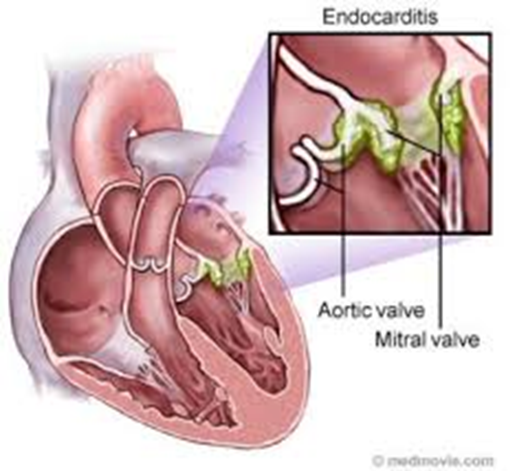 Endocarditis
Aortic valve
Mitral valve
© medmovie.com